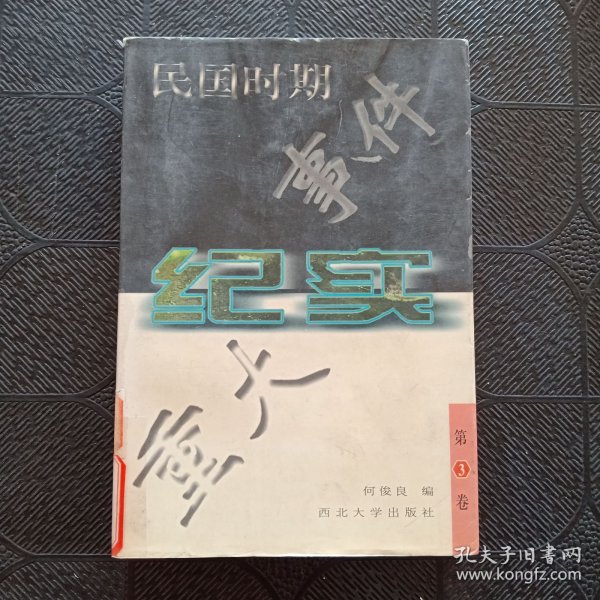 民国时期
重大
事件
纪实
第
3
卷
何俊良 编
西北大学出版社
孔夫子旧书网
www.kongfz.com